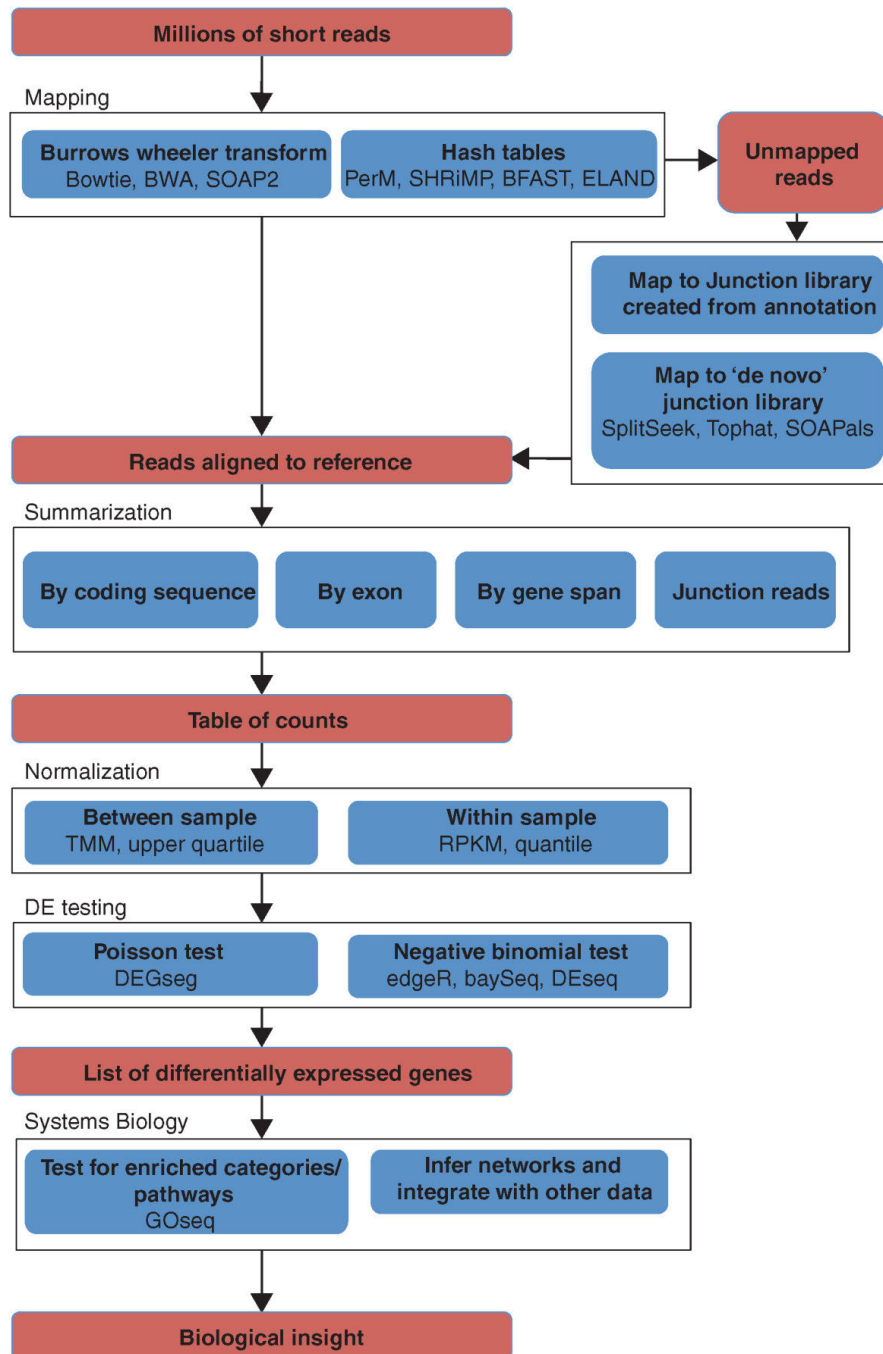 Millions of short reads
Mapping
Burrows wheeler transform
Bowtie, BWA, SOAP2
Hash tables
PerM, SHRiMP, BFAST, ELAND
Unmapped
reads
Map to Junction library
created from annotation
Map to ‘de novo’
junction library
SplitSeek, Tophat, SOAPals
Reads aligned to reference
Summarization
By coding sequence
By exon
By gene span
Junction reads
Table of counts
Normalization
Between sample
TMM, upper quartile
Within sample
RPKM, quantile
DE testing
Poisson test
DEGseg
Negative binomial test
edgeR, baySeq, DEseq
List of differentially expressed genes
Systems Biology
Test for enriched categories/
pathways
GOseq
Infer networks and
integrate with other data
Biological insight